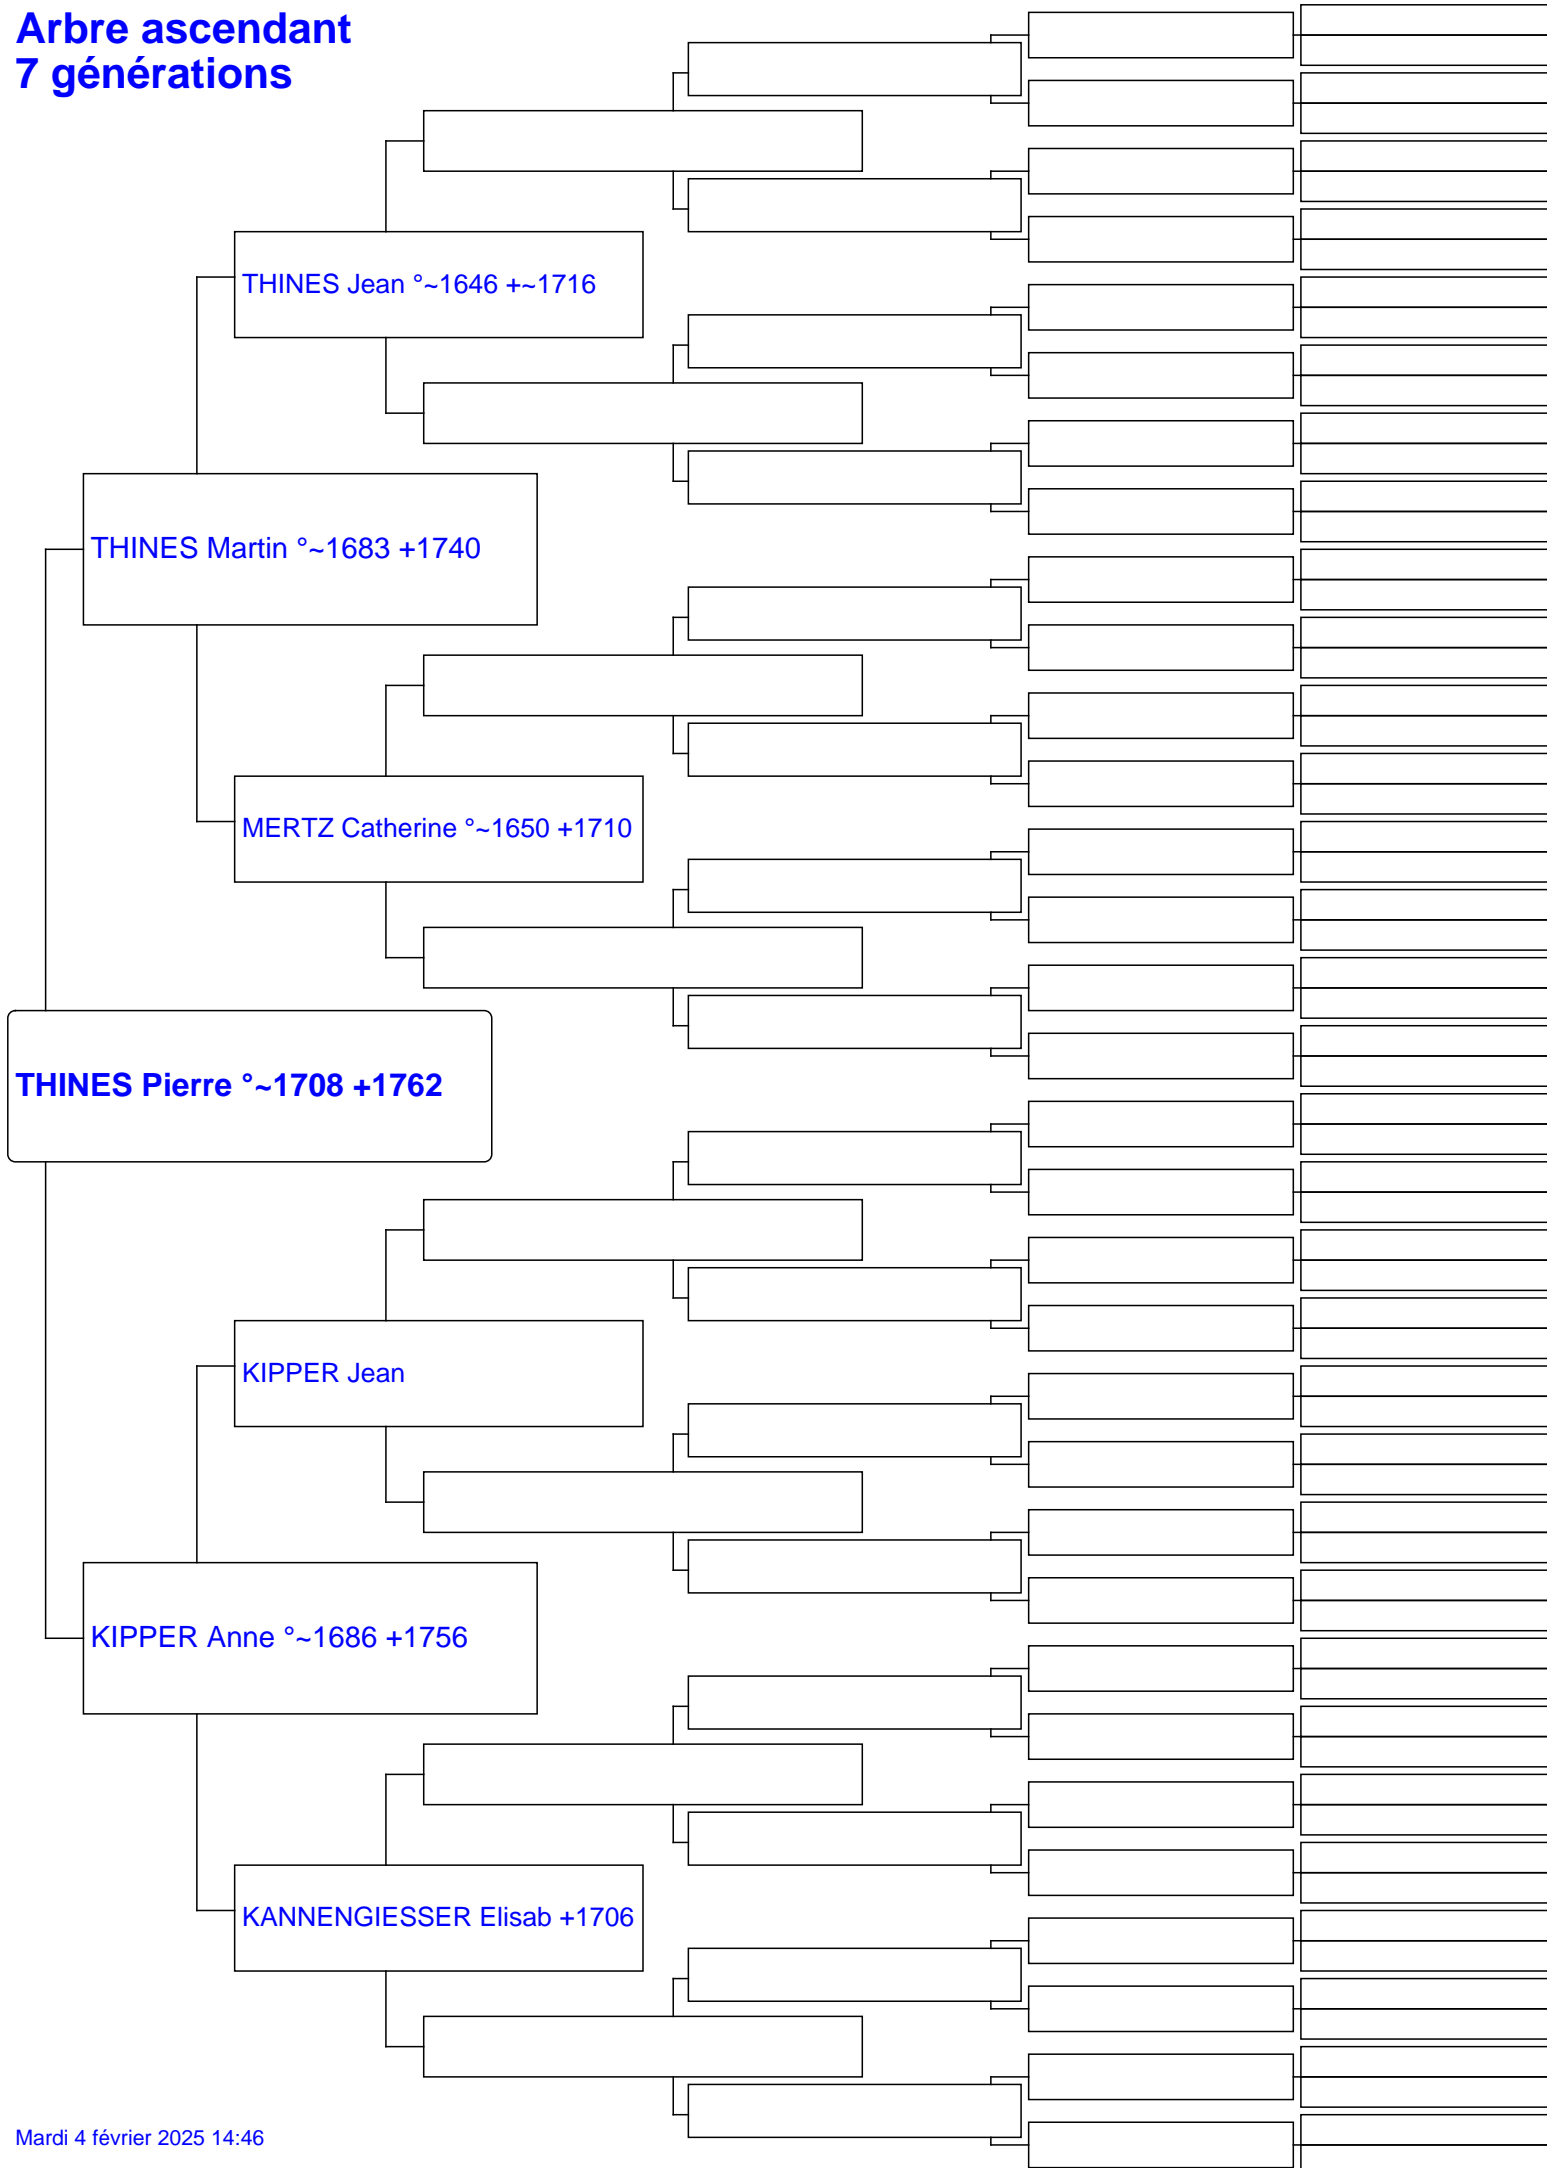 Arbre ascendant
7 générations
THINES Jean °~1646 +~1716
THINES Martin °~1683 +1740
MERTZ Catherine °~1650 +1710
THINES Pierre °~1708 +1762
KIPPER Jean
KIPPER Anne °~1686 +1756
KANNENGIESSER Elisab +1706
Mardi 4 février 2025 14:46